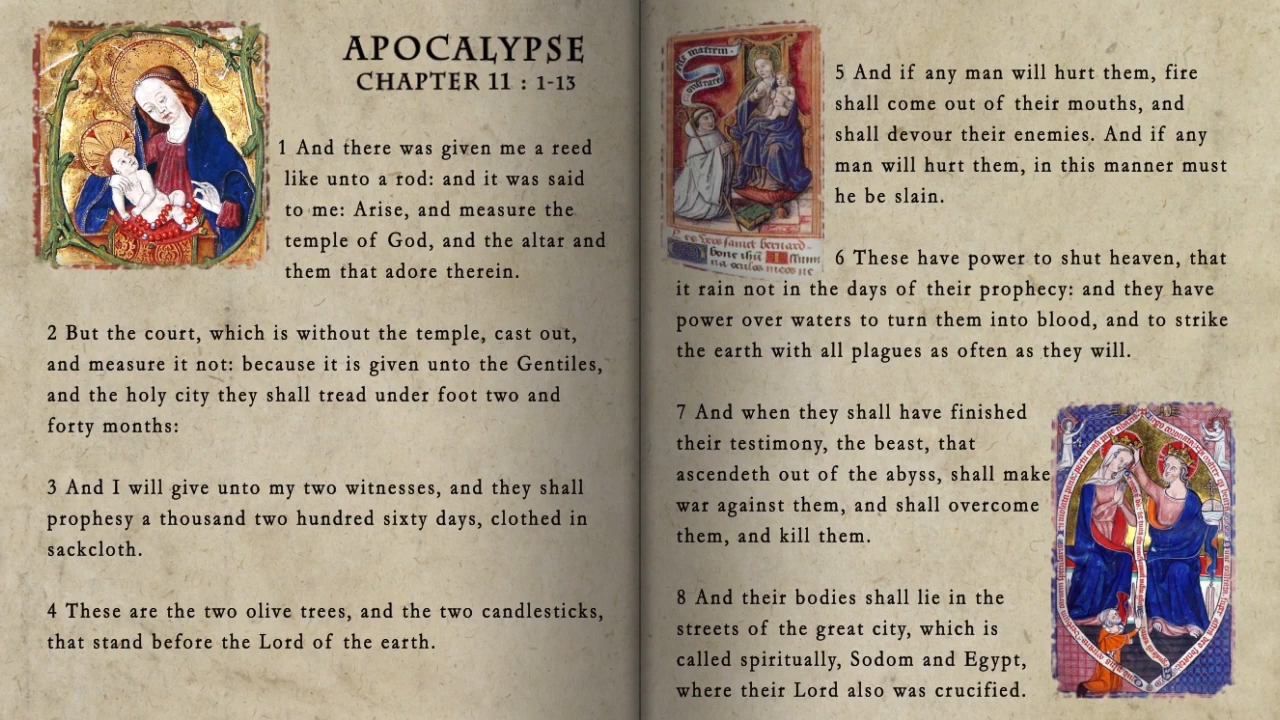 APOCALYPSE
CHAPTER 11 : 1-13
1 And there was given me a reed
like unto a rod: and it was said
to me: Arise, and measure the
temple of God, and the altar and
them that adore therein.
2 But the court, which is without the temple, cast out,
and measure it not: because it is given unto the Gentiles,
and the holy city they shall tread under foot two and
forty months:
3 And I will give unto my two witnesses, and they shall
prophesy a thousand two hundred sixty days, clothed in
sackcloth.
4 These are the two olive trees, and the two candlesticks,
that stand before the Lord of the earth.
5 And if any man will hurt them, fire
shall come out of their mouths, and
shall devour their enemies. And if any
man will hurt them, in this manner must
he be slain.
6 These have power to shut heaven, that
it rain not in the days of their prophecy: and they have
power over waters to turn them into blood, and to strike
the earth with all plagues as often as they will.
7 And when they shall have finished
their testimony, the beast, that
ascendeth out of the abyss, shall make
war against them, and shall overcome
them, and kill them.
8 And their bodies shall lie in the
streets of the great city, which is
called spiritually, Sodom and Egypt,
where their Lord also was crucified.